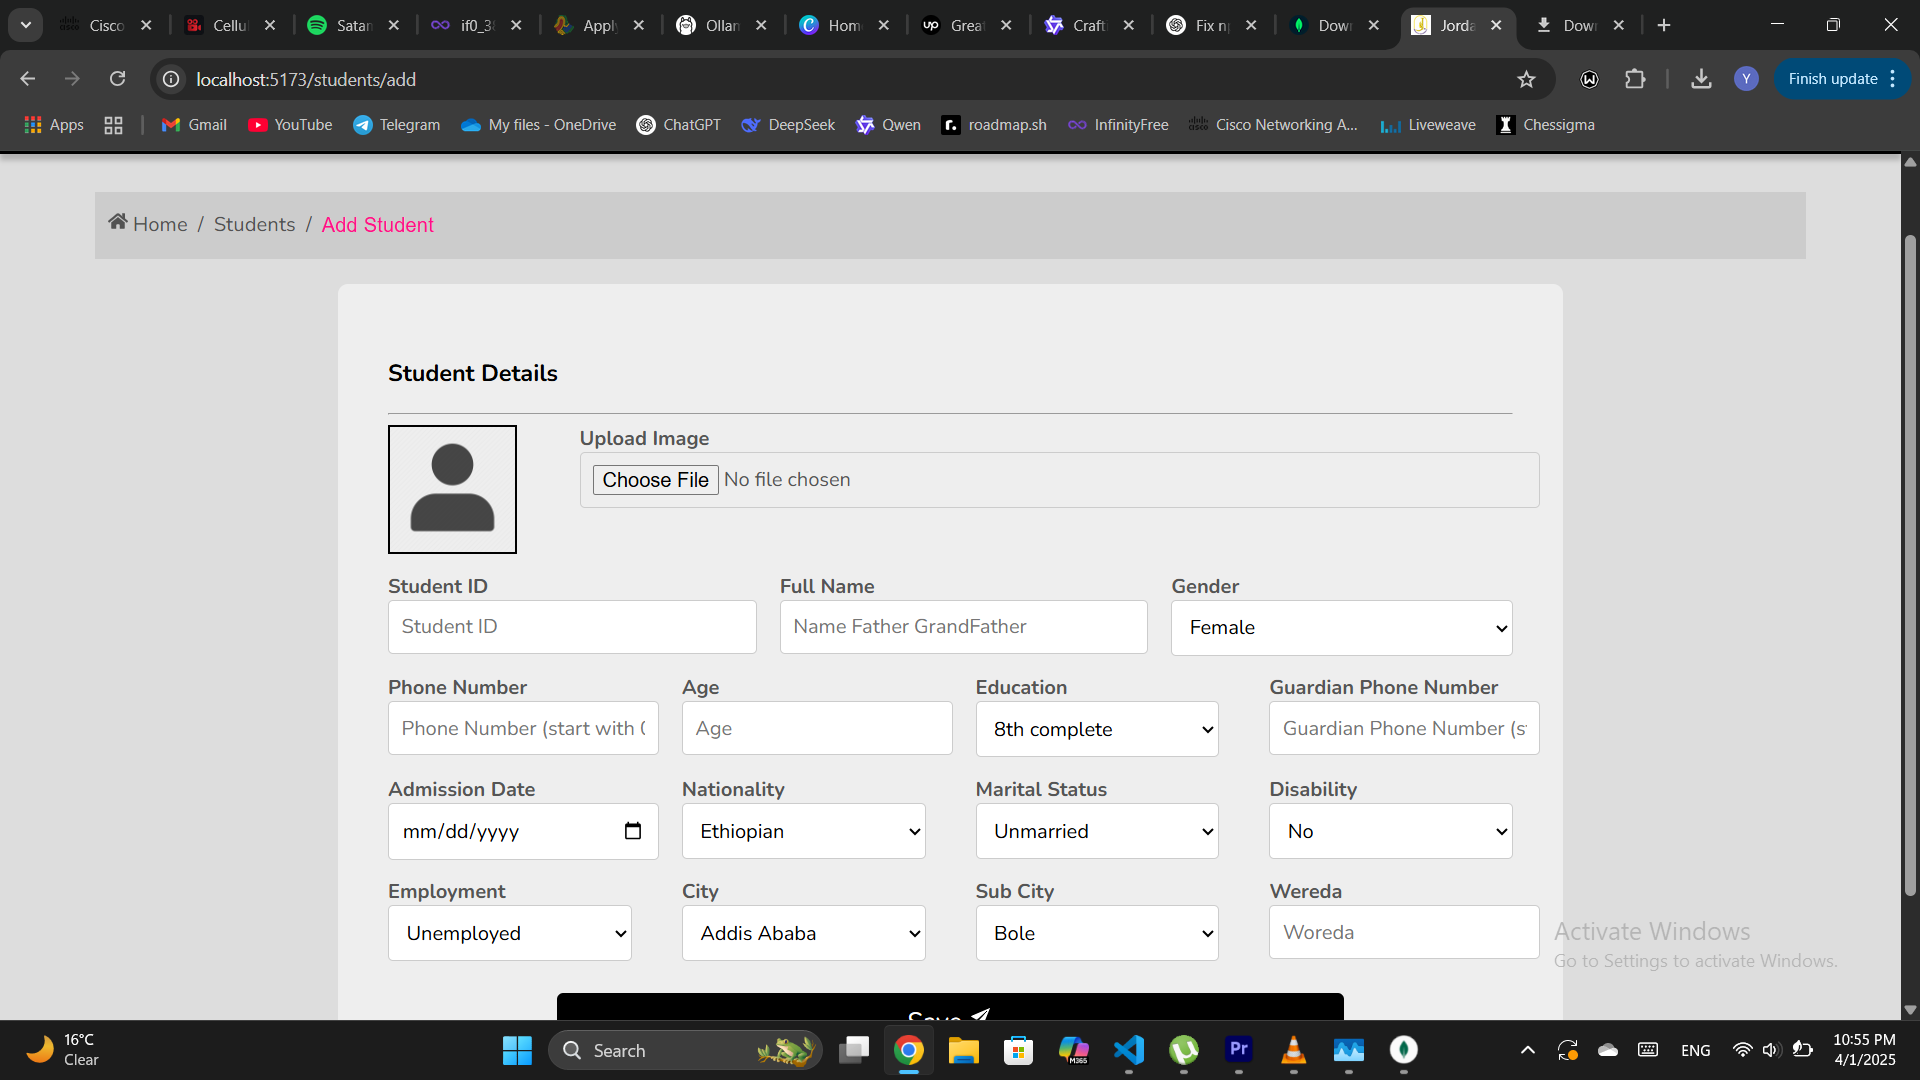 Cisco
Cellu
Satan
if0_3
Apply
Ollan
Hom
Grea
Craft
Fix n
Dow
Jorda
Dow
localhost:5173/students/add
Y
Finish update
Apps
Gmail
YouTube
Telegram
My files - OneDrive
ChatGPT
DeepSeek
Qwen
roadmap.sh
InfinityFree
Cisco Networking A...
Liveweave
Chessigma
Home / Students / Add Student
Student Details
Upload Image
Choose File No file chosen
Student ID Full Name Gender
Student ID Name Father GrandFather Female
Phone Number Age Education Guardian Phone Number
Phone Number (start with Age 8th complete Guardian Phone Number (s
Admission Date Nationality Marital Status Disability
mm/dd/yyyy Ethiopian Unmarried No
Employment City Sub City Wereda
Unemployed Addis Ababa Bole Woreda
Activate Windows
Go to Settings to activate Windows.
Save
16°C
Clear
Search
M365
Pr
ENG
10:55 PM
4/1/2025